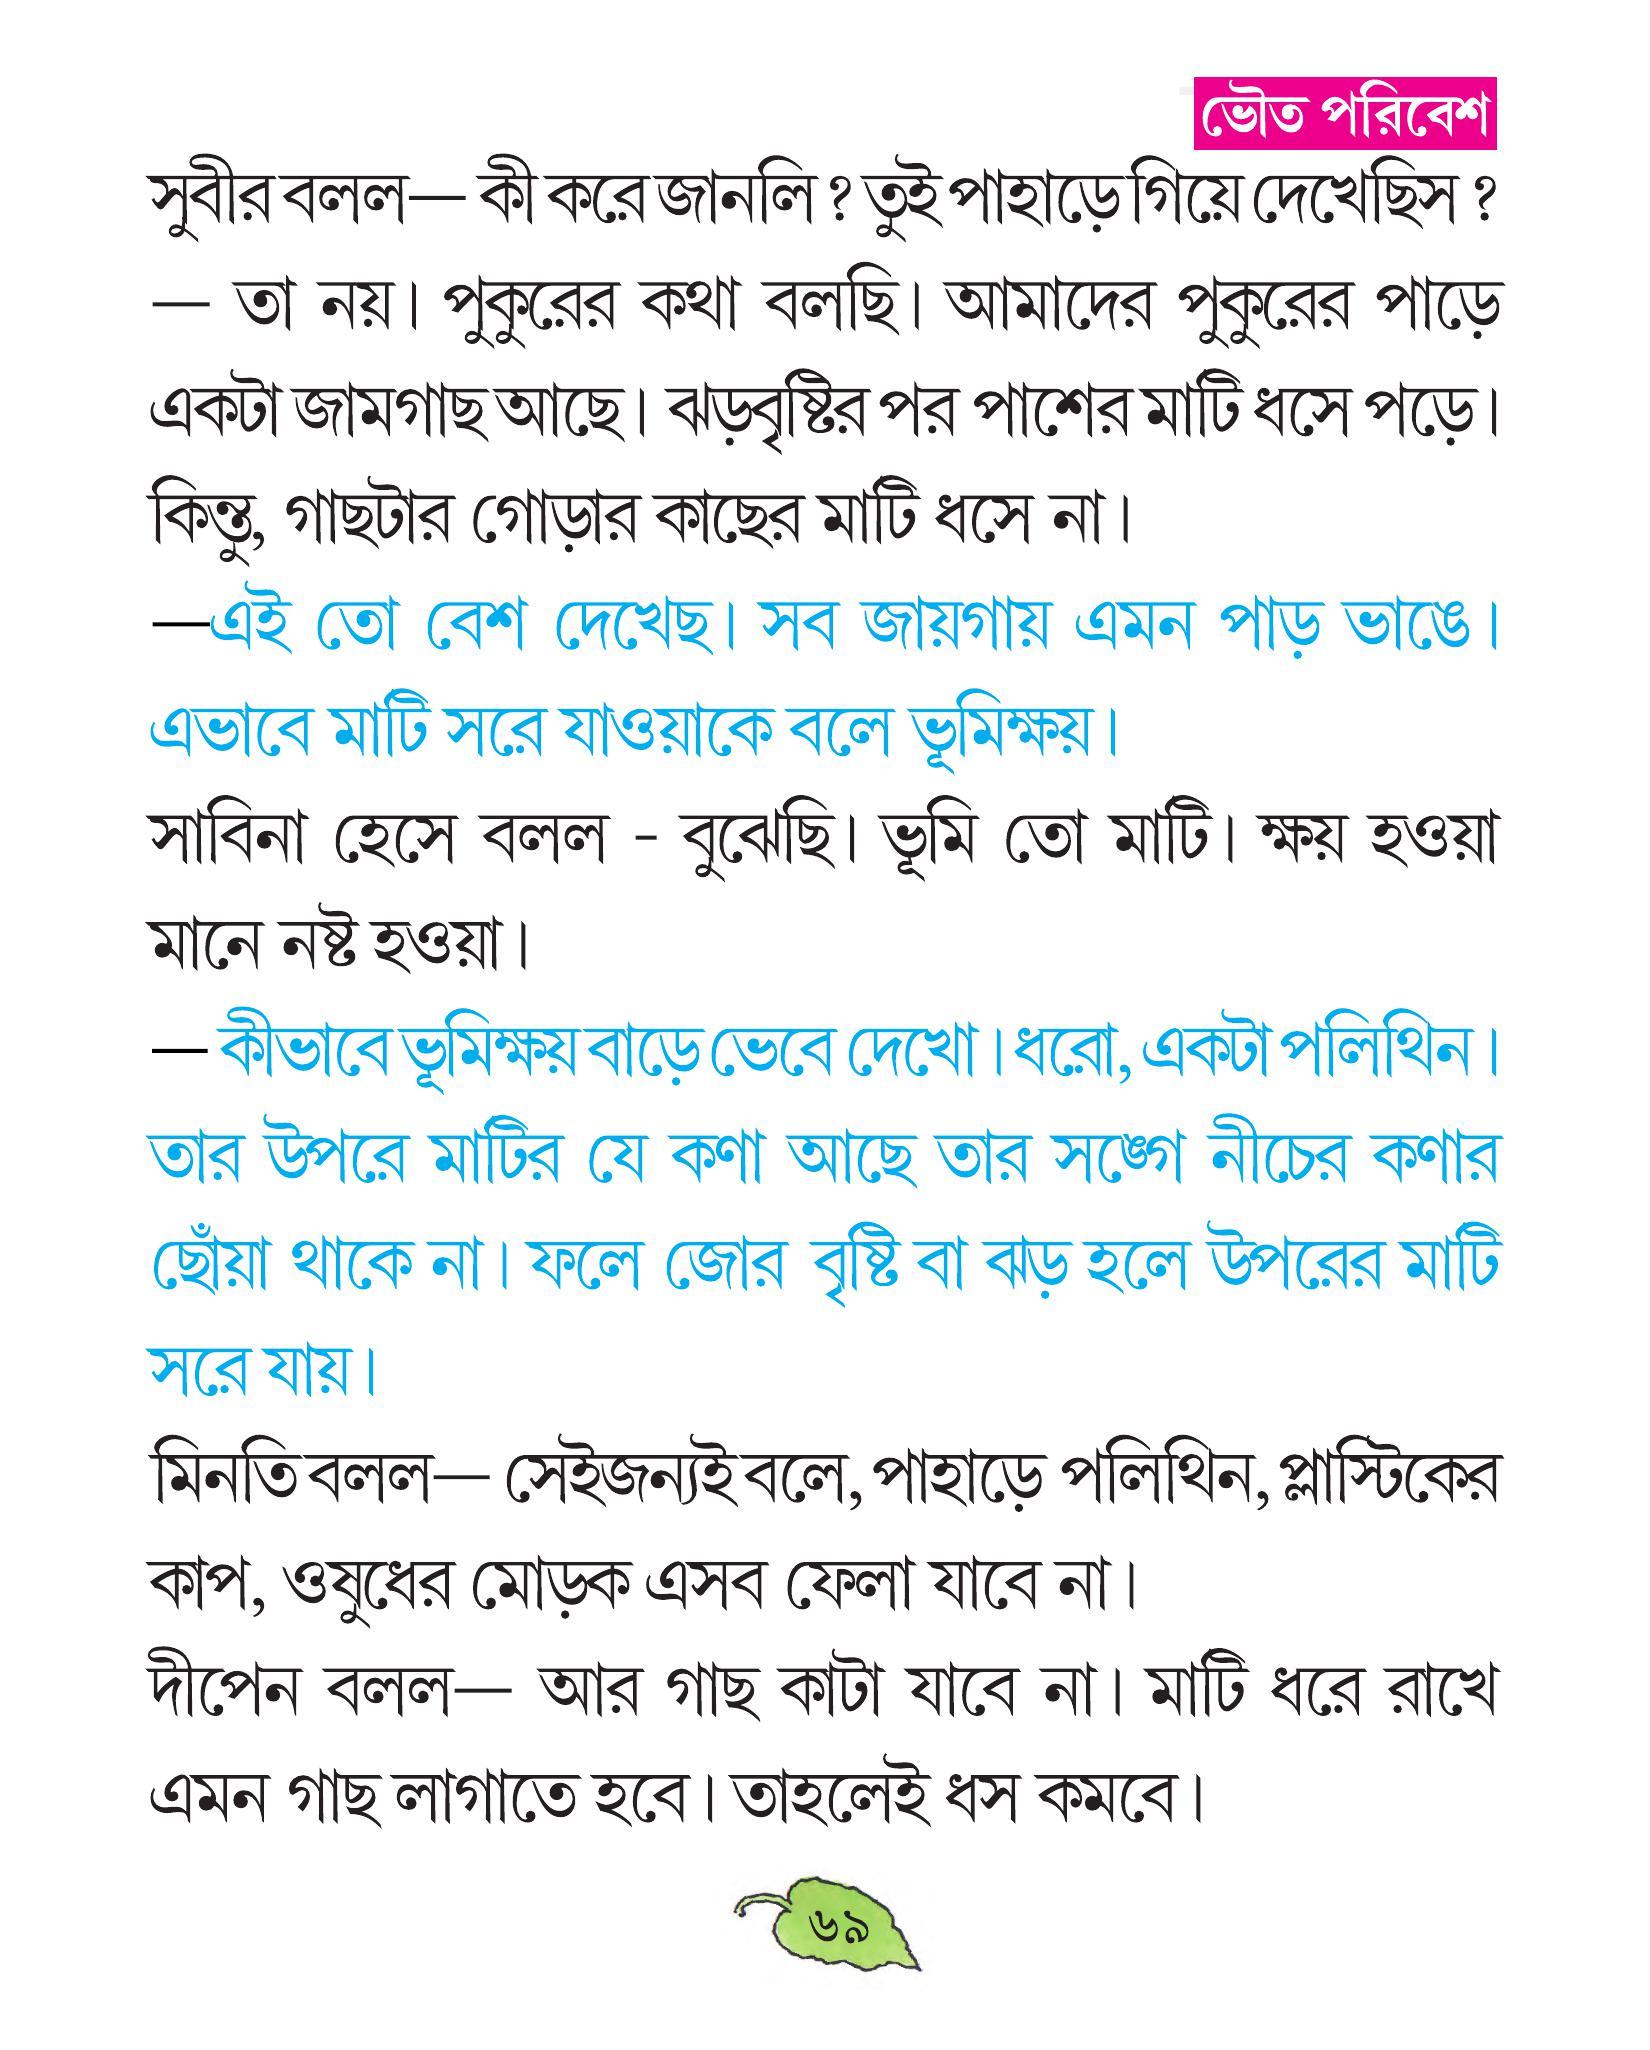 ভৌত পরিবেশ
সুবীর বলল— কী করে জানলি ? তুই পাহাড়ে গিয়ে দেখেছিস ?
— তা নয়। পুকুরের কথা বলছি। আমাদের পুকুরের পাড়ে
একটা জামগাছ আছে। ঝড়বৃষ্টির পর পাশের মাটি ধসে পড়ে।
কিন্তু, গাছটার গোড়ার কাছের মাটি ধসে না।
—এই তো বেশ দেখেছ। সব জায়গায় এমন পাড় ভাঙে।
এভাবে মাটি সরে যাওয়াকে বলে ভূমিক্ষয়।
সাবিনা হেসে বলল - বুঝেছি। ভূমি তো মাটি। ক্ষয় হওয়া
মানে নষ্ট হওয়া।
— কীভাবে ভূমিক্ষয় বাড়ে ভেবে দেখো। ধরো, একটা পলিথিন।
তার উপরে মাটির যে কণা আছে তার সঙ্গে নীচের কণার
ছোঁয়া থাকে না। ফলে জোর বৃষ্টি বা ঝড় হলে উপরের মাটি
সরে যায়।
মিনতি বলল— সেইজন্যই বলে, পাহাড়ে পলিথিন, প্লাস্টিকের
কাপ, ওষুধের মোড়ক এসব ফেলা যাবে না।
দীপেন বলল— আর গাছ কাটা যাবে না। মাটি ধরে রাখে
এমন গাছ লাগাতে হবে। তাহলেই ধস কমবে।
৬৯